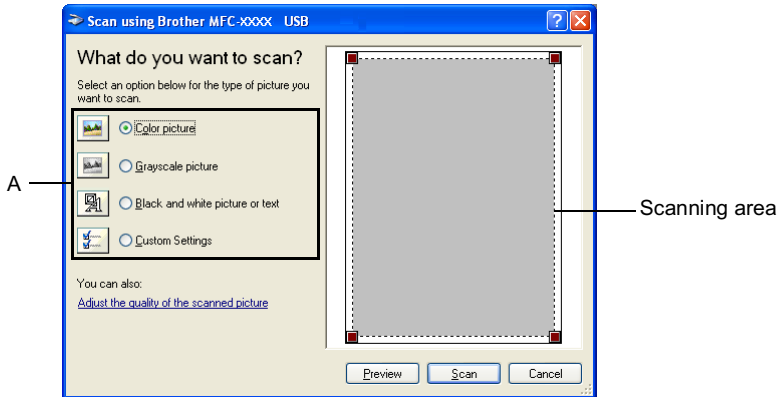 Scan using Brother MFC-XXXX USB
What do you want to scan?
Select an option below for the type of picture you
want to scan.
Color picture
Grayscale picture
Black and white picture or text
Custom Settings
A
Scanning area
You can also:
Adjust the quality of the scanned picture
Preview
Scan
Cancel